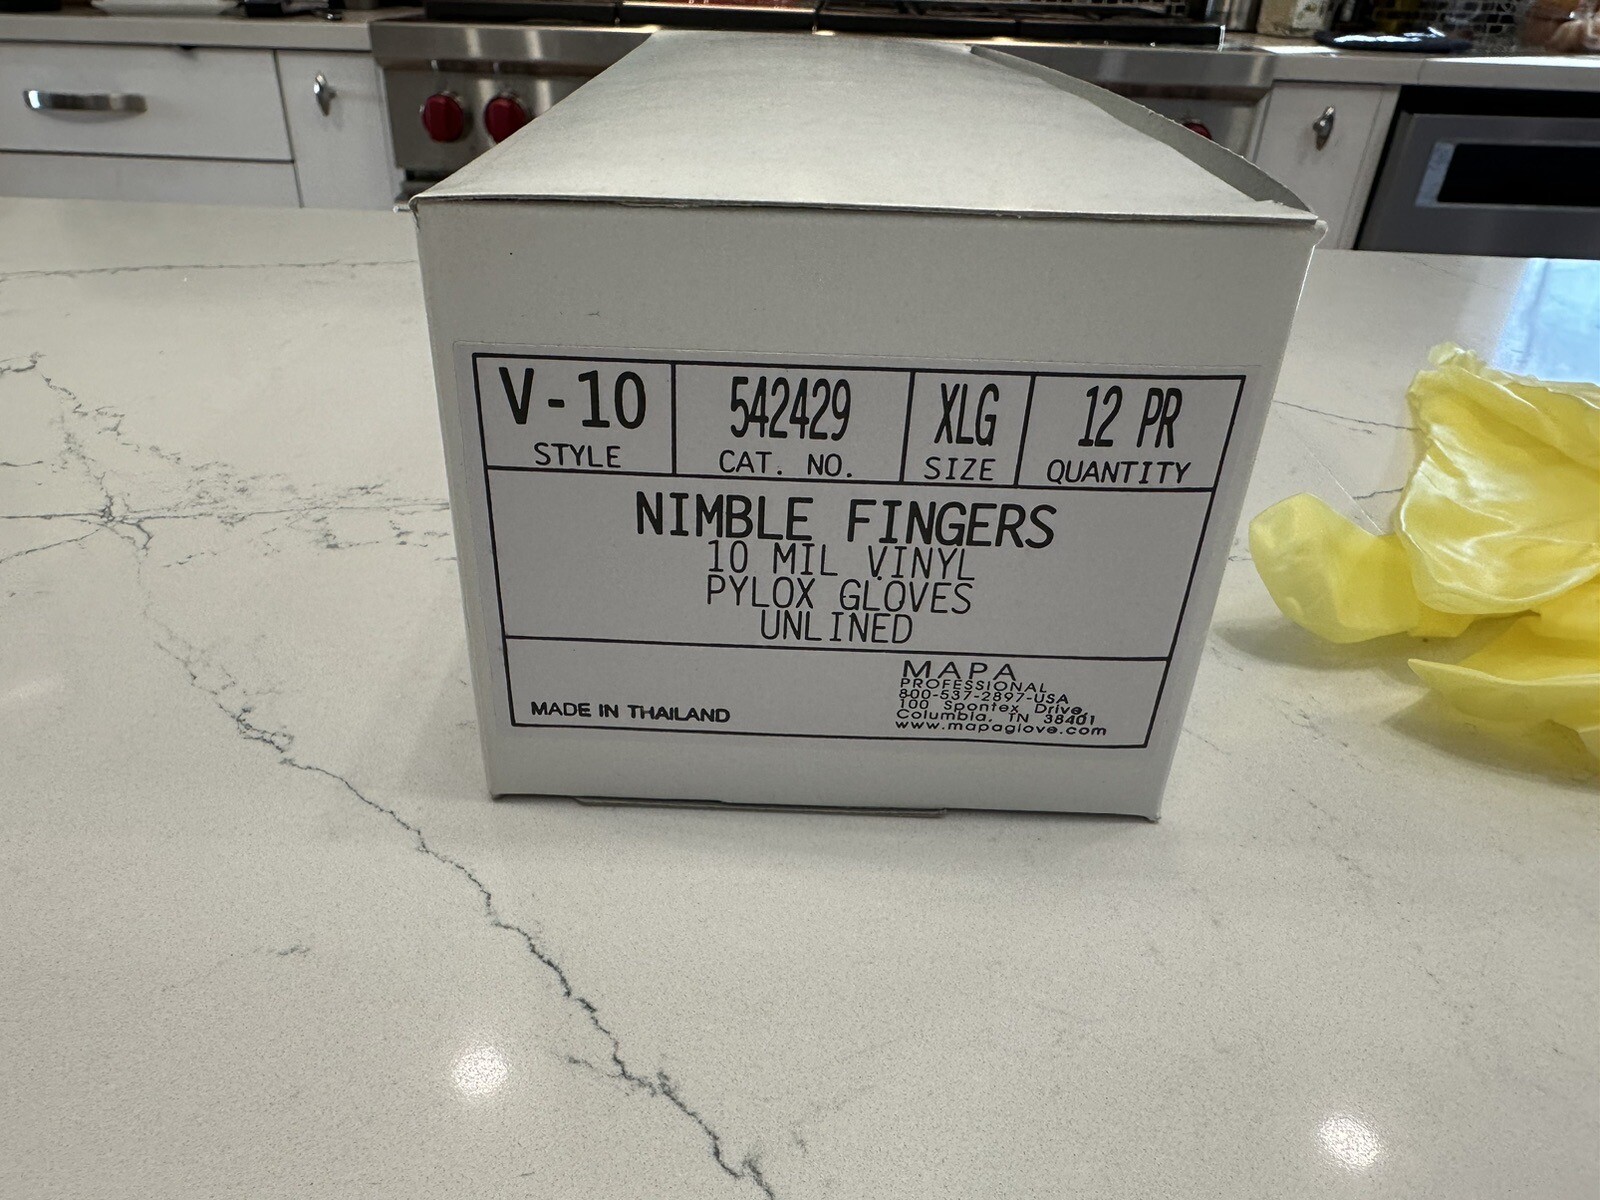 V-10 542429 XLG 12 PR
STYLE CAT. NO. SIZE QUANTITY
NIMBLE FINGERS
10 MIL VINYL
PYLOX GLOVES
UNLINED
MADE IN THAILAND
MAPA
PROFESSIONAL
800-537-2897-USA
100 Spontex Drive,
Columbia, TN 38401
www.mapaglove.com